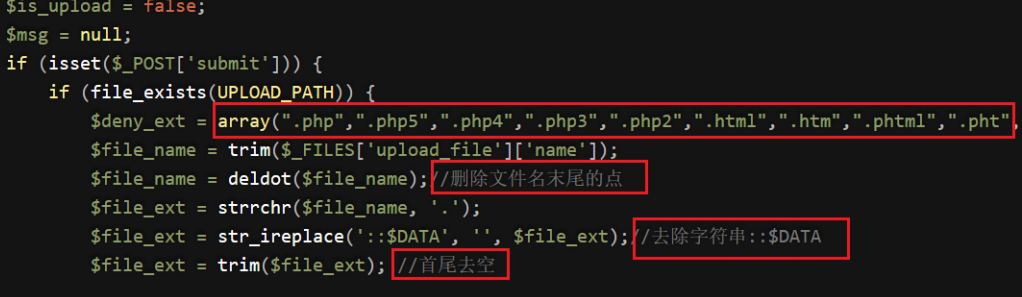 $is_upload = false;
$msg = null;
if (isset($_POST['submit'])) {
if (file_exists(UPLOAD_PATH)) {
$deny_ext = array(".php",".php5",".php4",".php3",".php2",".html",".htm",".phtml",".pht",
$file_name = trim($_FILES['upload_file']['name']);
$file_name = deldot($file_name);//删除文件名末尾的点
$file_ext = strrchr($file_name, '.');
$file_ext = str_ireplace('::$DATA', '', $file_ext);//去除字符串::$DATA
$file_ext = trim($file_ext); //首尾去空